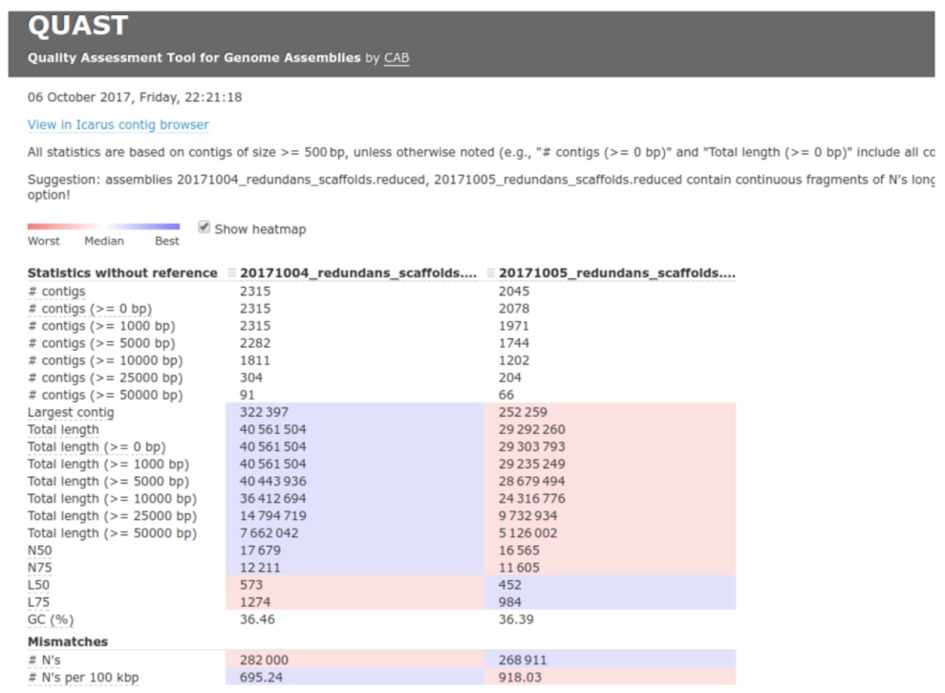 QUAST
Quality Assessment Tool for Genome Assemblies by CAB
06 October 2017, Friday, 22:21:18
View in Icarus contig browser
All statistics are based on contigs of size >= 500 bp, unless otherwise noted (e.g., "# contigs (>= 0 bp)" and "Total length (>= 0 bp)" include all co
Suggestion: assemblies 20171004_redundans_scaffolds.reduced, 20171005_redundans_scaffolds.reduced contain continuous fragments of N's long
option!
Worst Median Best Show heatmap
Statistics without reference 20171004_redundans_scaffolds.... 20171005_redundans_scaffolds....
# contigs 2315 2045
# contigs (>= 0 bp) 2315 2078
# contigs (>= 1000 bp) 2315 1971
# contigs (>= 5000 bp) 2282 1744
# contigs (>= 10000 bp) 1811 1202
# contigs (>= 25000 bp) 304 204
# contigs (>= 50000 bp) 91 66
Largest contig 322 397 252 259
Total length 40 561 504 29 292 260
Total length (>= 0 bp) 40 561 504 29 303 793
Total length (>= 1000 bp) 40 561 504 29 235 249
Total length (>= 5000 bp) 40 443 936 28 679 494
Total length (>= 10000 bp) 36 412 694 24 316 776
Total length (>= 25000 bp) 14 794 719 9 732 934
Total length (>= 50000 bp) 7 662 042 5 126 002
N50 17 679 16 565
N75 12 211 11 605
L50 573 452
L75 1274 984
GC (%) 36.46 36.39
Mismatches
# N's 282 000 268 911
# N's per 100 kbp 695.24 918.03